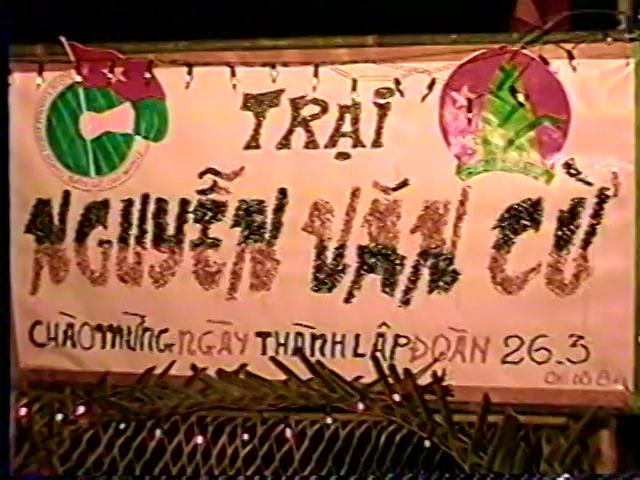 TRẠI
NGUYỄN VĂN CỪ
CHÀO MỪNG NGÀY THÀNH LẬP ĐOÀN 26.3